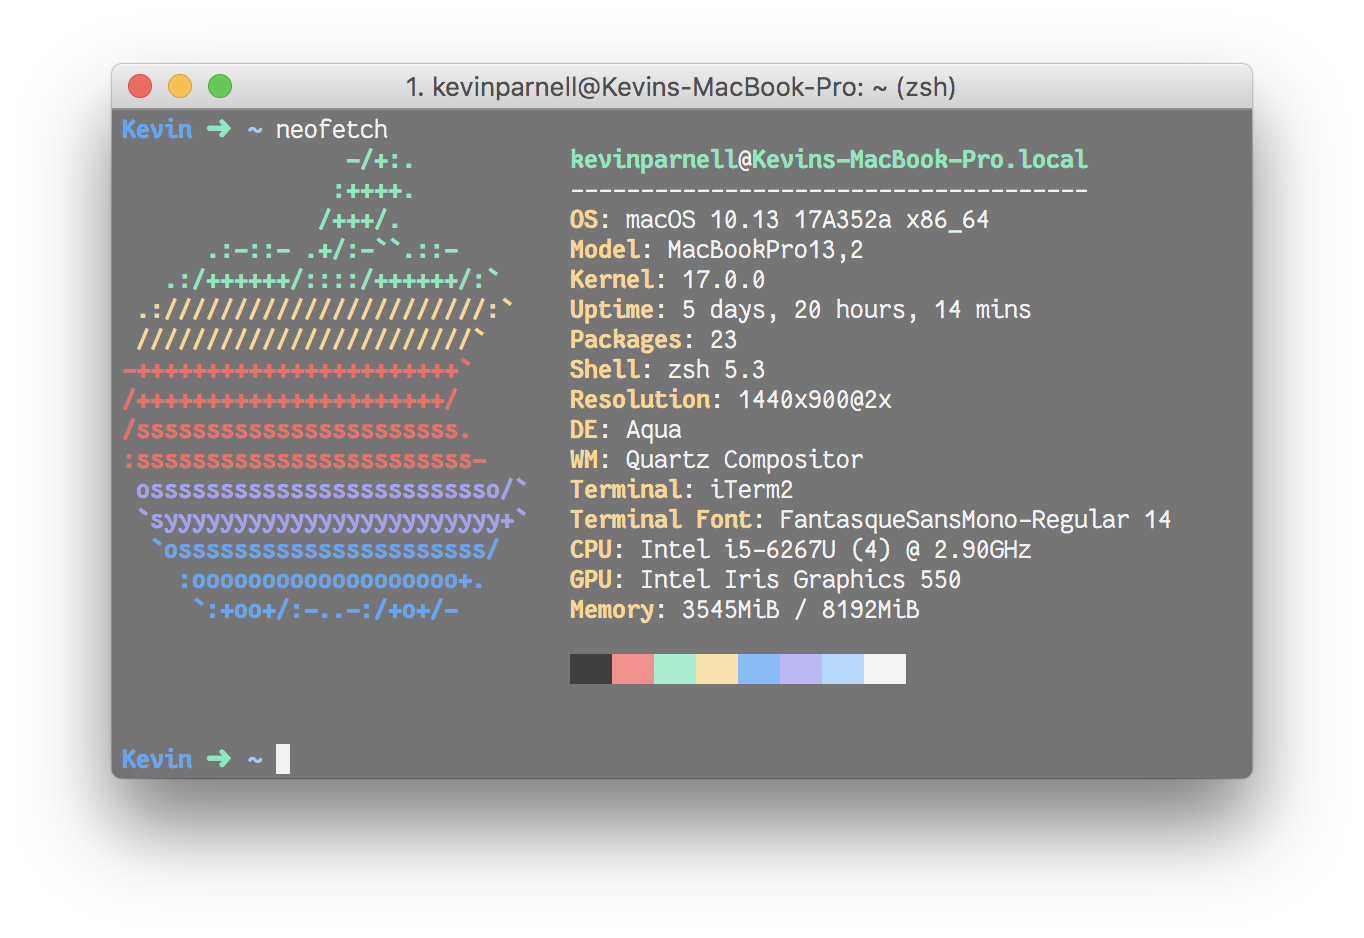 1. kevinparnell@Kevins-MacBook-Pro: ~ (zsh)
Kevin ➜ ~ neofetch
                -/+:.           kevinparnell@Kevins-MacBook-Pro.local
               :++++.           -------------------------------------
              /+++/.            OS: macOS 10.13 17A352a x86_64
      .:-::- .+/:-``.::-        Model: MacBookPro13,2
   .:/++++++/::::/++++++/:`     Kernel: 17.0.0
 .:///////////////////////:`    Uptime: 5 days, 20 hours, 14 mins
 ////////////////////////`      Packages: 23
-+++++++++++++++++++++++`       Shell: zsh 5.3
/++++++++++++++++++++++/        Resolution: 1440x900@2x
/sssssssssssssssssssssss.       DE: Aqua
:ssssssssssssssssssssssss-      WM: Quartz Compositor
 osssssssssssssssssssssssso/`   Terminal: iTerm2
 `syyyyyyyyyyyyyyyyyyyyyyyy+`   Terminal Font: FantasqueSansMono-Regular 14
  `ossssssssssssssssssssss/     CPU: Intel i5-6267U (4) @ 2.90GHz
    :ooooooooooooooooooo+.      GPU: Intel Iris Graphics 550
     `:+oo+/:-..-:/+o+/-        Memory: 3545MiB / 8192MiB
Kevin ➜ ~